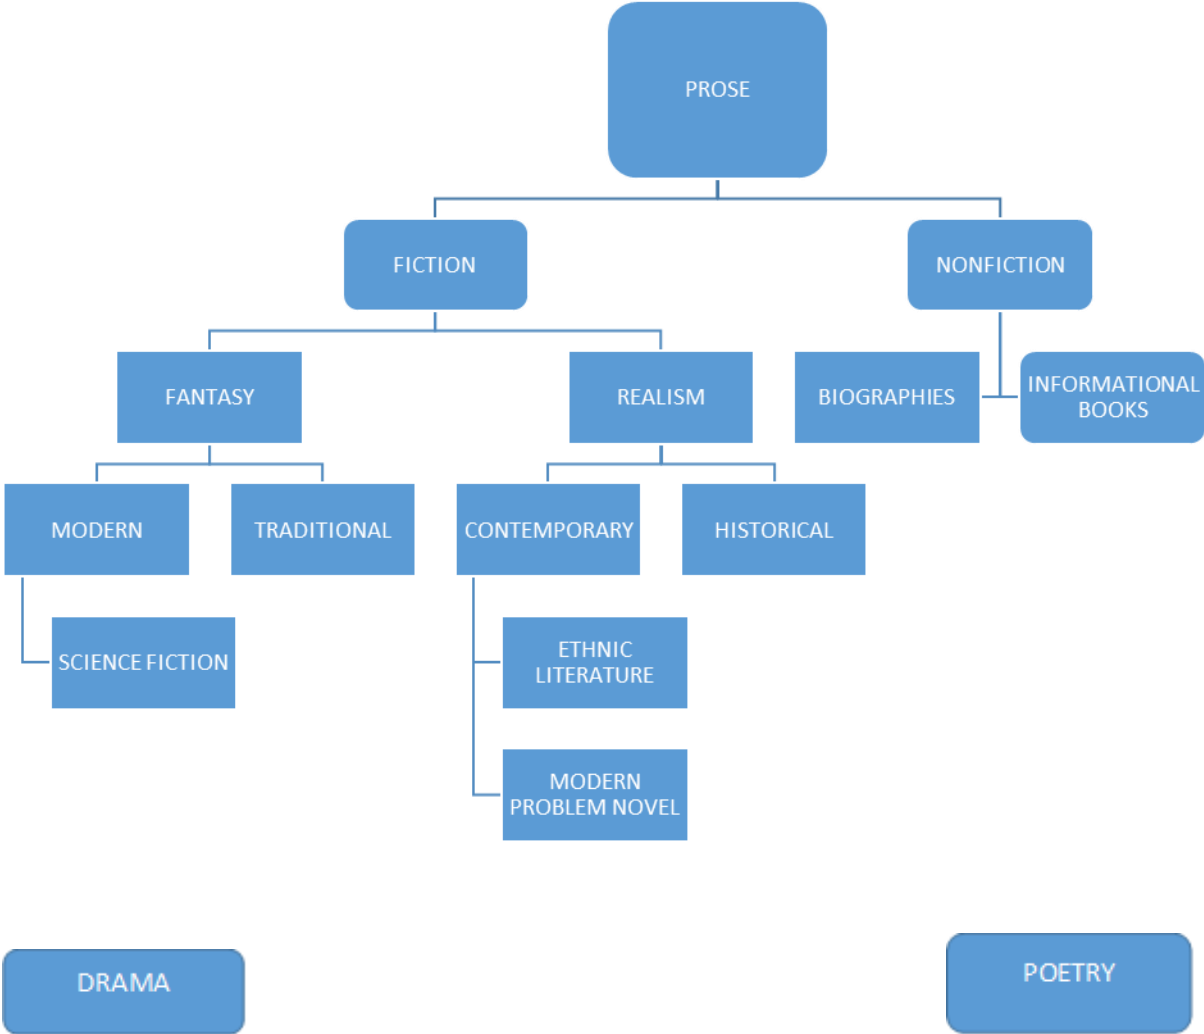 PROSE
FICTION
NONFICTION
FANTASY
REALISM
BIOGRAPHIES
INFORMATIONAL
BOOKS
MODERN
TRADITIONAL
CONTEMPORARY
HISTORICAL
SCIENCE FICTION
ETHNIC
LITERATURE
MODERN
PROBLEM NOVEL
DRAMA
POETRY